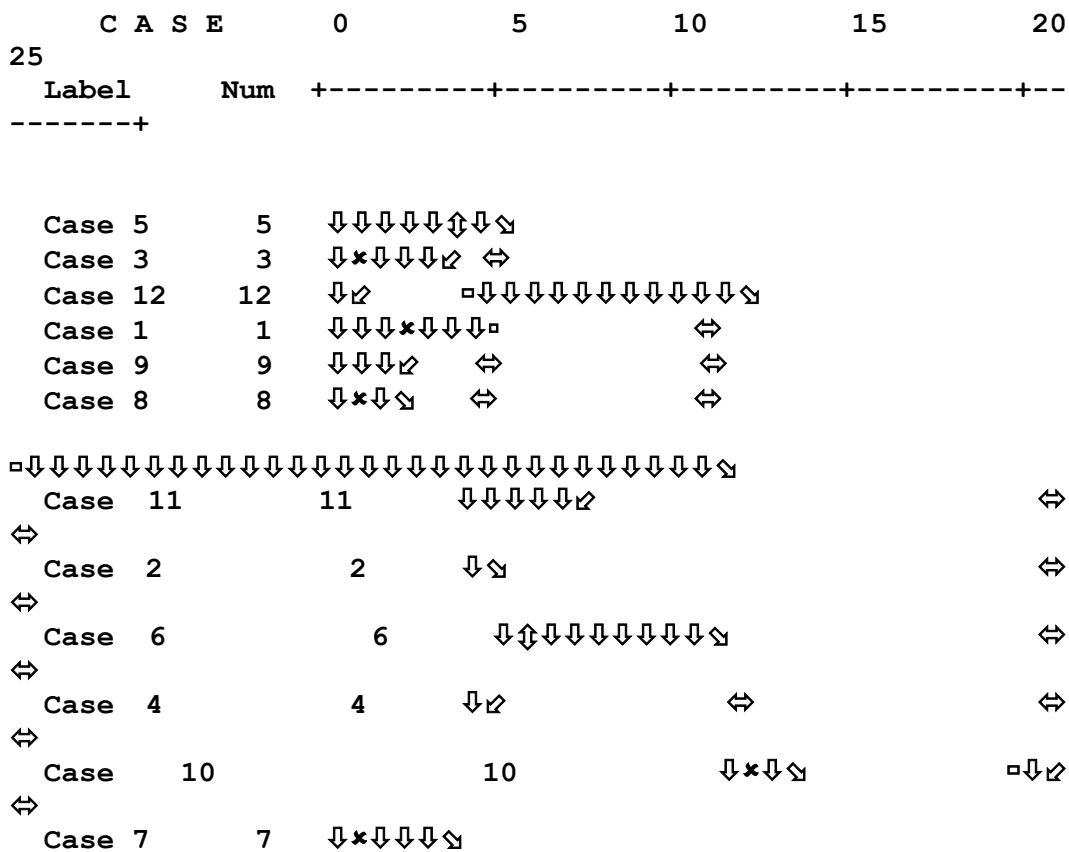 C A S E 0 5 10 15 20
25
Label Num +---------+---------+---------+---------+--
-------+
Case 5 5 ⇩⇩⇩⇩⇩⇳⇩⬂
Case 3 3 ⇩✖⇩⇩⇩⬃ ⬄
Case 12 12 ⇩⬃ ▫⇩⇩⇩⇩⇩⇩⇩⇩⇩⇩⇩⬂
Case 1 1 ⇩⇩⇩✖⇩⇩⇩▫ ⬄
Case 9 9 ⇩⇩⇩⬃ ⬄ ⬄
Case 8 8 ⇩✖⇩⬂ ⬄ ⬄
▫⇩⇩⇩⇩⇩⇩⇩⇩⇩⇩⇩⇩⇩⇩⇩⇩⇩⇩⇩⇩⇩⇩⇩⇩⇩⇩⇩⇩⇩⬂
Case 11 11 ⇩⇩⇩⇩⇩⬃ ⬄
⬄
Case 2 2 ⇩⬂ ⬄
⬄
Case 6 6 ⇩⇳⇩⇩⇩⇩⇩⇩⇩⬂ ⬄
⬄
Case 4 4 ⇩⬃ ⬄ ⬄
⬄
Case 10 10 ⇩✖⇩⬂ ▫⇩⬃
⬄
Case 7 7 ⇩✖⇩⇩⇩⬂